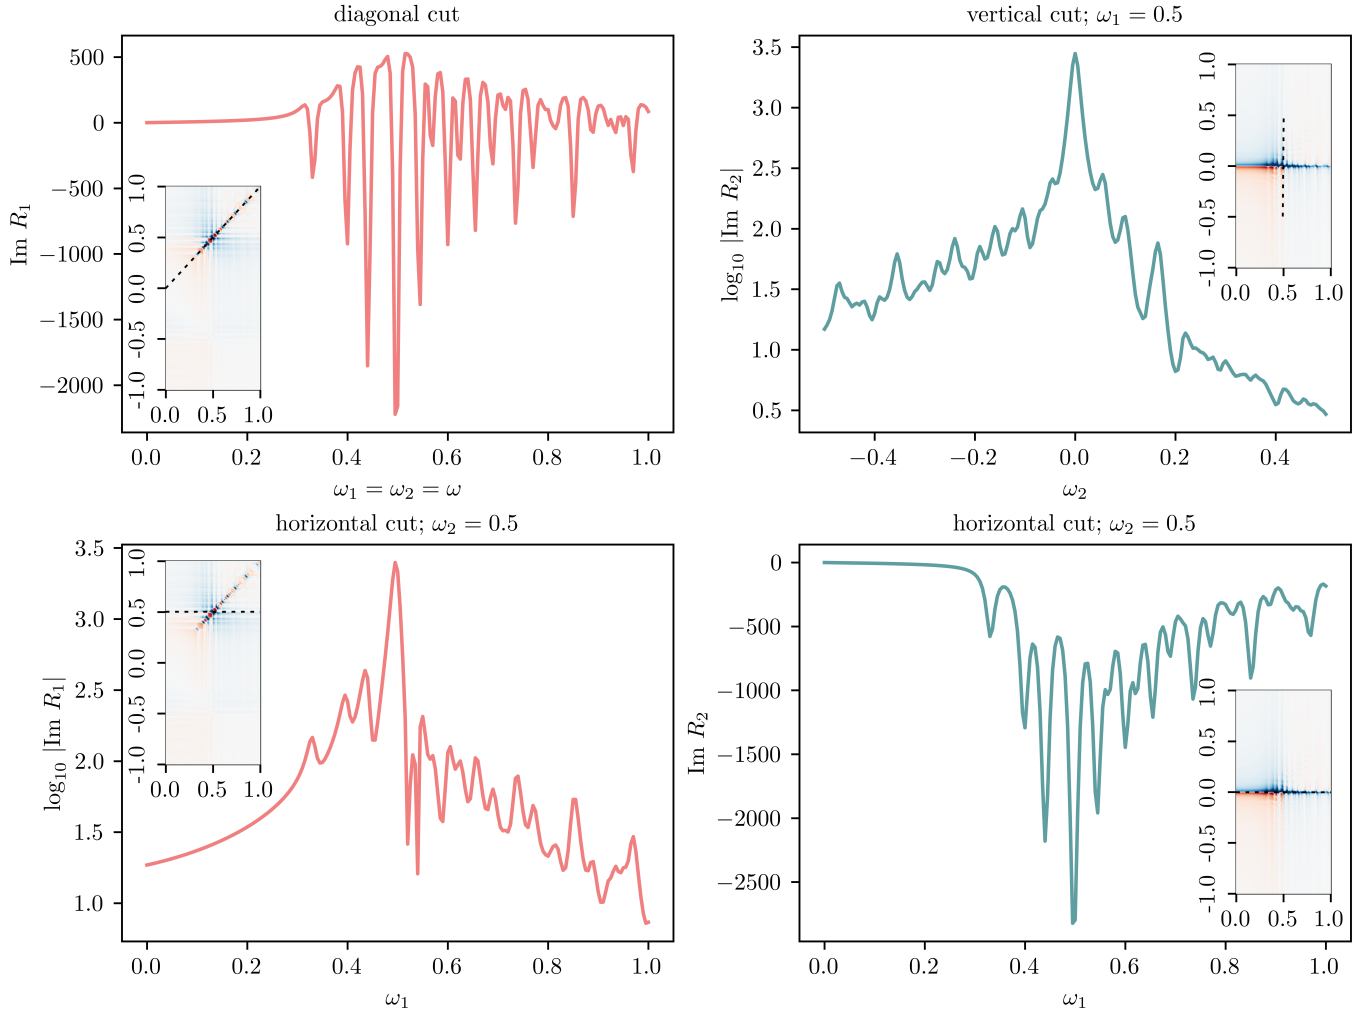 diagonal cut
500
0
−500
−1000
−1500
−2000
Im R₁
0.0 0.2 0.4 0.6 0.8 1.0
ω₁ = ω₂ = ω
1.0
0.5
0.0
-0.5
-1.0
0.0 0.5 1.0
vertical cut; ω₁ = 0.5
3.5
3.0
2.5
2.0
1.5
1.0
0.5
log₁₀ |Im R₂|
−0.4 −0.2 0.0 0.2 0.4
ω₂
1.0
0.5
0.0
-0.5
-1.0
0.0 0.5 1.0
horizontal cut; ω₂ = 0.5
3.5
3.0
2.5
2.0
1.5
1.0
log₁₀ |Im R₁|
0.0 0.2 0.4 0.6 0.8 1.0
ω₁
1.0
0.5
0.0
-0.5
-1.0
0.0 0.5 1.0
horizontal cut; ω₂ = 0.5
0
−500
−1000
−1500
−2000
−2500
Im R₂
0.0 0.2 0.4 0.6 0.8 1.0
ω₁
1.0
0.5
0.0
-0.5
-1.0
0.0 0.5 1.0